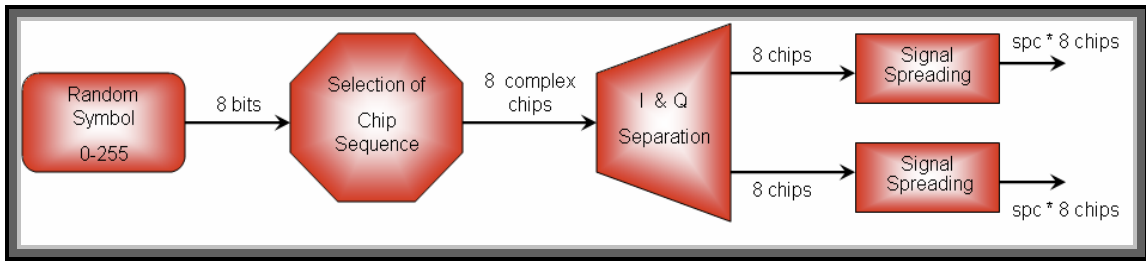 Random
Symbol
0-255
8 bits
Selection of
Chip
Sequence
8 complex
chips
I & Q
Separation
8 chips
Signal
Spreading
spc * 8 chips
8 chips
Signal
Spreading
spc * 8 chips